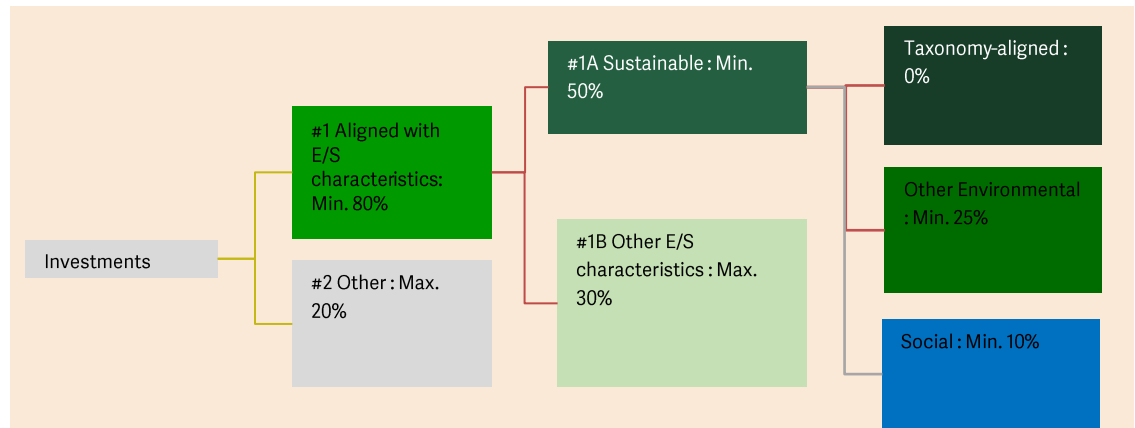 Investments
#1 Aligned with
E/S
characteristics:
Min. 80%
#2 Other : Max.
20%
#1A Sustainable : Min.
50%
#1B Other E/S
characteristics : Max.
30%
Taxonomy-aligned :
0%
Other Environmental
: Min. 25%
Social : Min. 10%